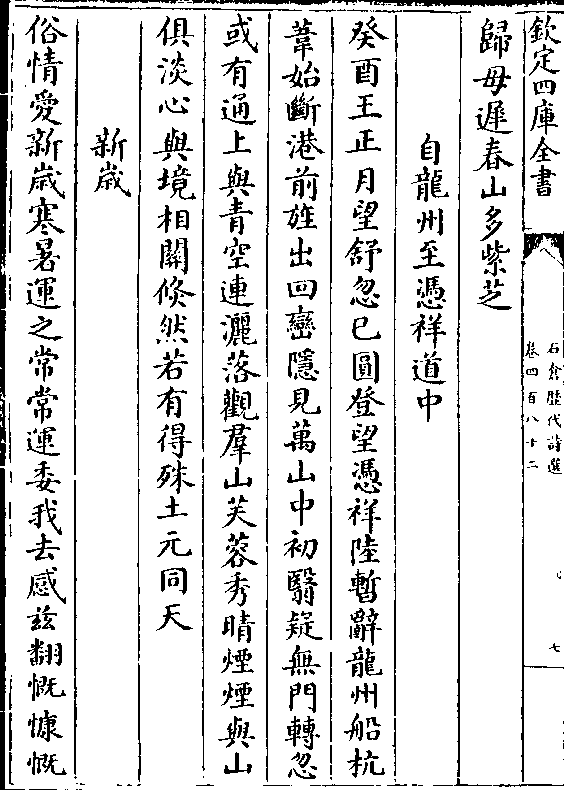 欽定四庫全書
石倉歷代詩選
卷四百八十二
七
歸毋遲春山多紫芝
自龍州至憑祥道中
癸酉王正月望舒忽已圓登望憑祥陸暫辭龍州船杭
葦始斷港前旌出回巒隱見萬山中初翳疑無門轉忽
或有通上與青空連灑落觀羣山芙蓉秀晴煙煙與山
俱淡心與境相關倏然若有得殊土元同天
新歲
俗情愛新歲寒暑運之常常運委我去感兹翻慨慷慨